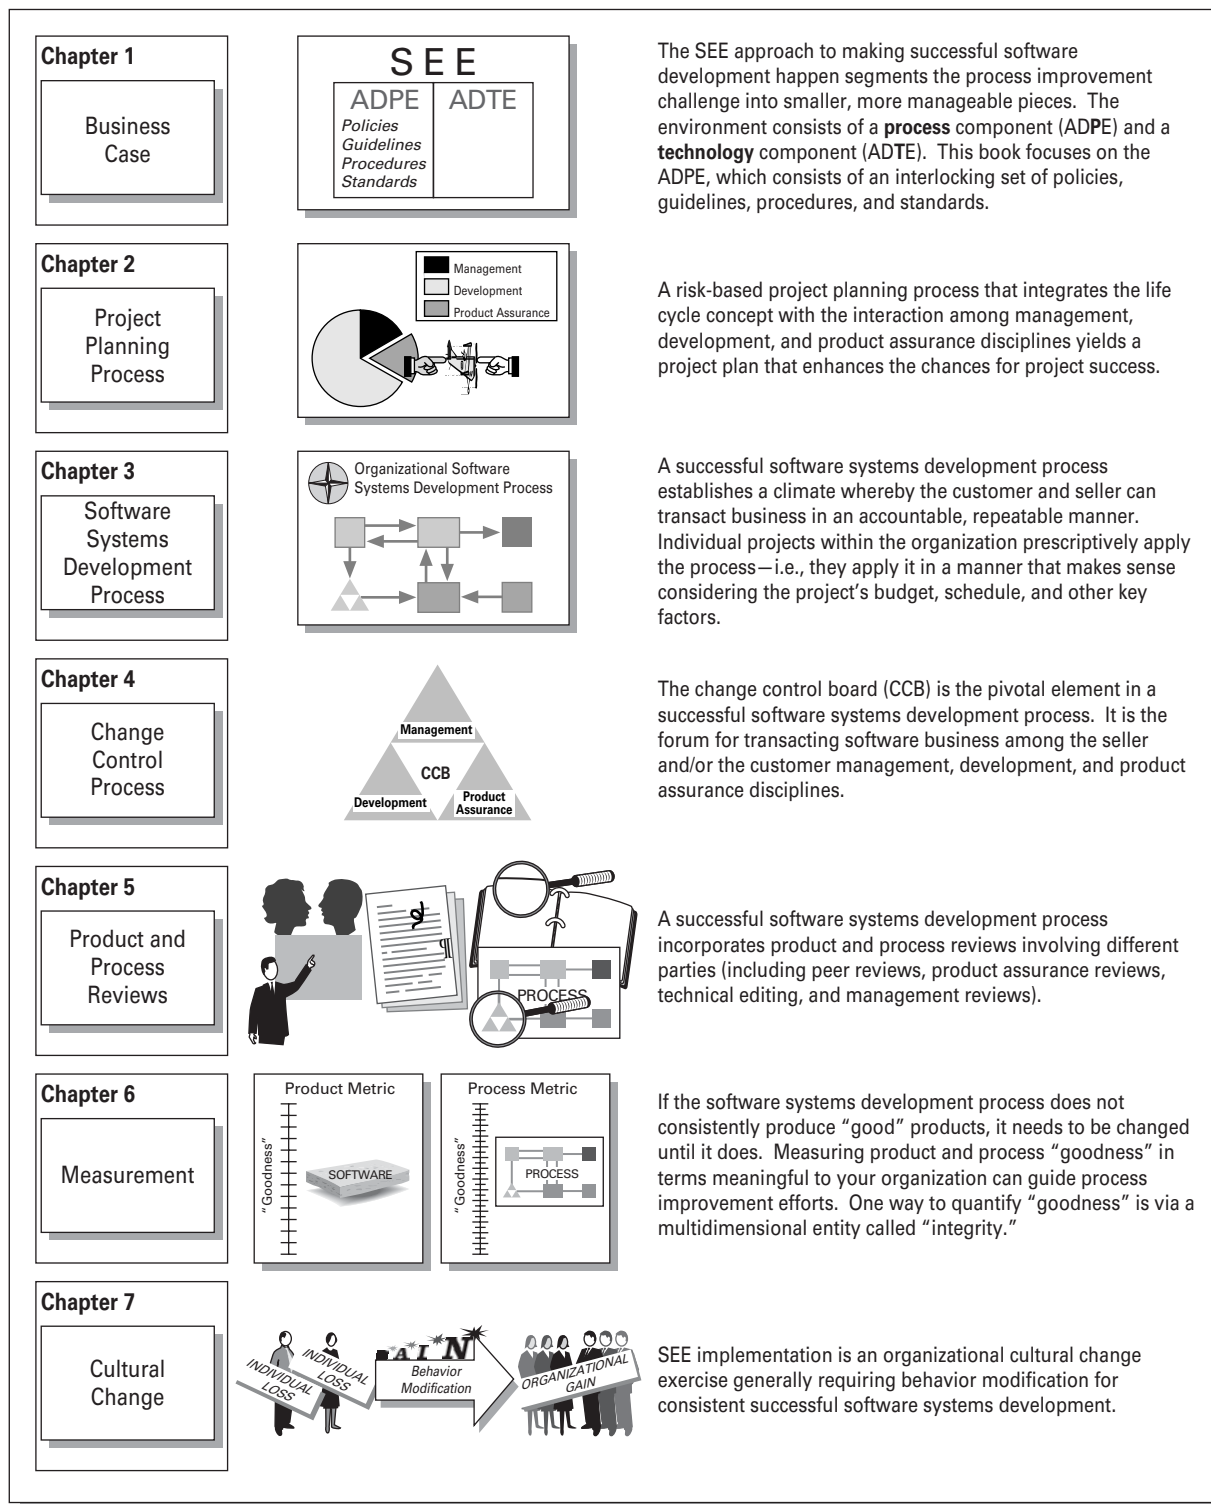 Chapter 1
Business
Case
SEE
ADPE
Policies
Guidelines
Procedures
Standards
ADTE
The SEE approach to making successful software
development happen segments the process improvement
challenge into smaller, more manageable pieces. The
environment consists of a process component (ADPE) and a
technology component (ADTE). This book focuses on the
ADPE, which consists of an interlocking set of policies,
guidelines, procedures, and standards.
Chapter 2
Project
Planning
Process
Management
Development
Product Assurance
A risk-based project planning process that integrates the life
cycle concept with the interaction among management,
development, and product assurance disciplines yields a
project plan that enhances the chances for project success.
Chapter 3
Software
Systems
Development
Process
Organizational Software
Systems Development Process
A successful software systems development process
establishes a climate whereby the customer and seller can
transact business in an accountable, repeatable manner.
Individual projects within the organization prescriptively apply
the process—i.e., they apply it in a manner that makes sense
considering the project’s budget, schedule, and other key
factors.
Chapter 4
Change
Control
Process
Management
CCB
Development
Product
Assurance
The change control board (CCB) is the pivotal element in a
successful software systems development process. It is the
forum for transacting software business among the seller
and/or the customer management, development, and product
assurance disciplines.
Chapter 5
Product and
Process
Reviews
PROCESS
A successful software systems development process
incorporates product and process reviews involving different
parties (including peer reviews, product assurance reviews,
technical editing, and management reviews).
Chapter 6
Measurement
Product Metric
"Goodness"
SOFTWARE
Process Metric
"Goodness"
PROCESS
If the software systems development process does not
consistently produce “good” products, it needs to be changed
until it does. Measuring product and process “goodness” in
terms meaningful to your organization can guide process
improvement efforts. One way to quantify “goodness” is via a
multidimensional entity called “integrity.”
Chapter 7
Cultural
Change
INDIVIDUAL
LOSS
INDIVIDUAL
LOSS
AIN
Behavior
Modification
ORGANIZATIONAL
GAIN
SEE implementation is an organizational cultural change
exercise generally requiring behavior modification for
consistent successful software systems development.